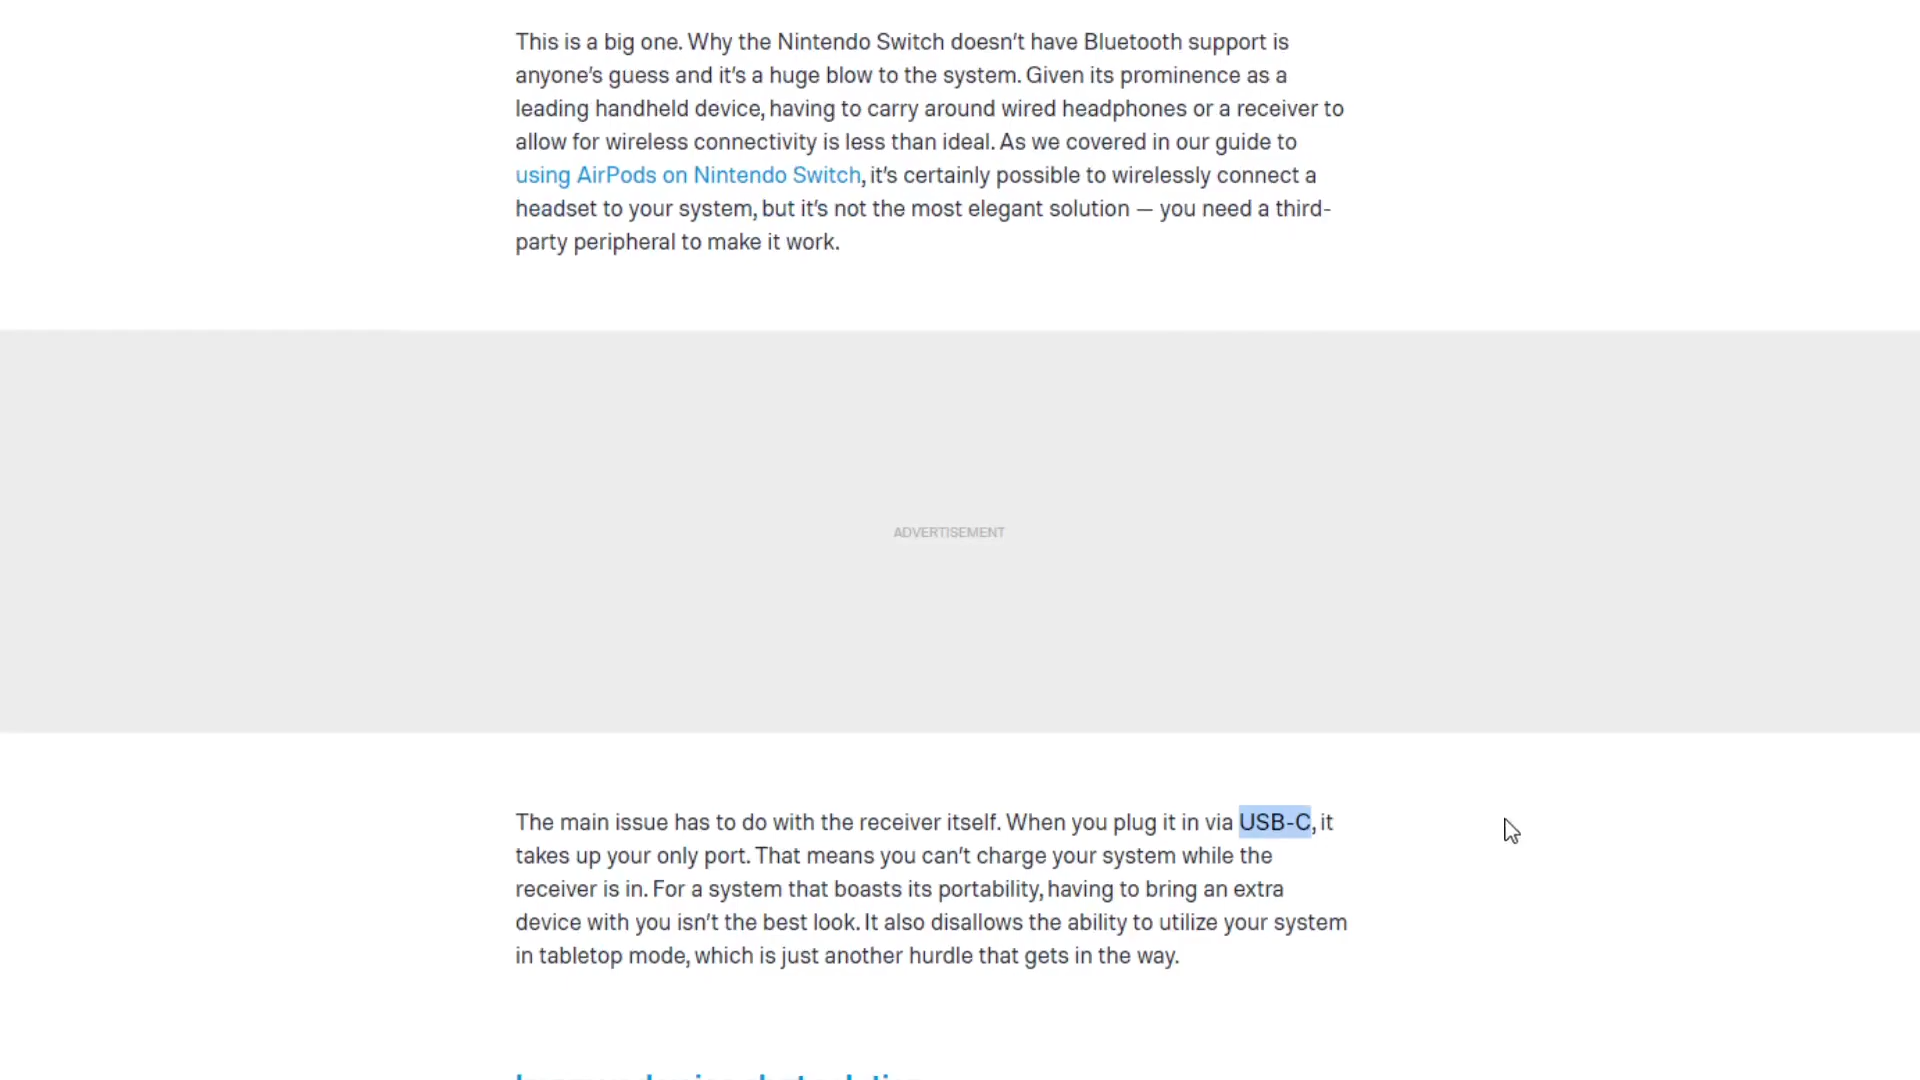 This is a big one. Why the Nintendo Switch doesn't have Bluetooth support is
anyone's guess and it's a huge blow to the system. Given its prominence as a
leading handheld device, having to carry around wired headphones or a receiver to
allow for wireless connectivity is less than ideal. As we covered in our guide to
using AirPods on Nintendo Switch, it's certainly possible to wirelessly connect a
headset to your system, but it's not the most elegant solution — you need a third-
party peripheral to make it work.
ADVERTISEMENT
The main issue has to do with the receiver itself. When you plug it in via USB-C, it
takes up your only port. That means you can't charge your system while the
receiver is in. For a system that boasts its portability, having to bring an extra
device with you isn't the best look. It also disallows the ability to utilize your system
in tabletop mode, which is just another hurdle that gets in the way.